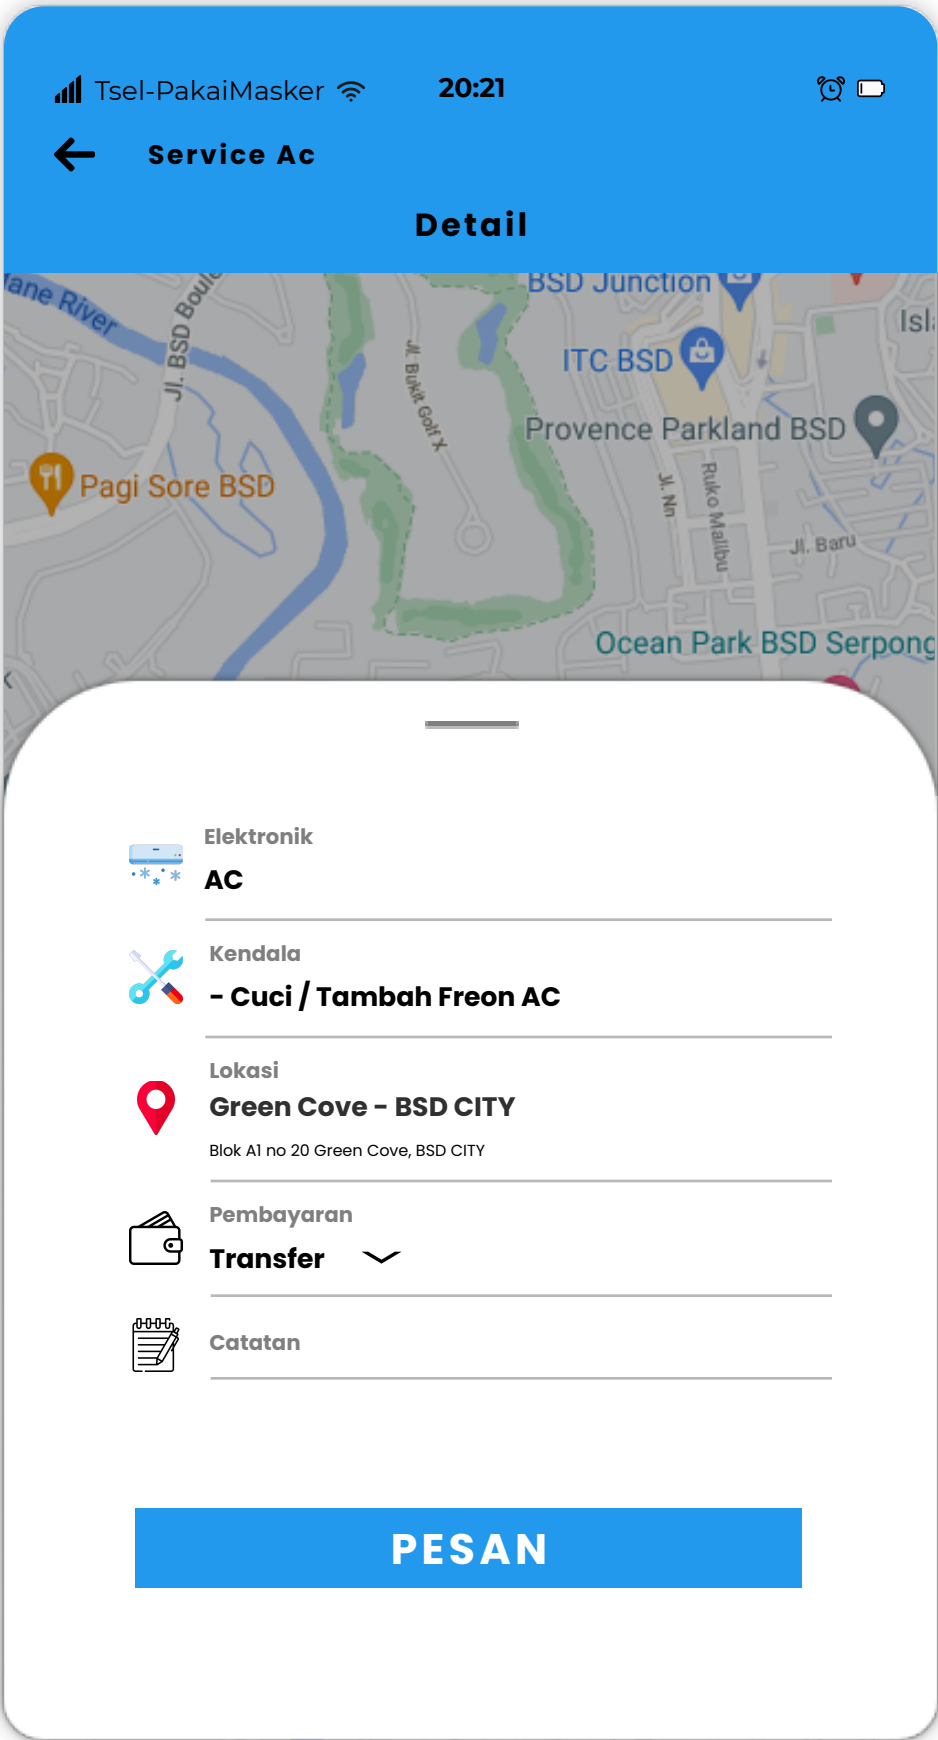 Tsel-PakaiMasker
20:21
Service Ac
Detail
BSD Junction
Jl. BSD
ITC BSD
Jl. Bukit Golf X
Provence Parkland BSD
Pagi Sore BSD
Jl. Nn
Ruko Malibu
Jl. Baru
Ocean Park BSD Serpong
Elektronik
AC
Kendala
- Cuci / Tambah Freon AC
Lokasi
Green Cove - BSD CITY
Blok A1 no 20 Green Cove, BSD CITY
Pembayaran
Transfer
Catatan
PESAN